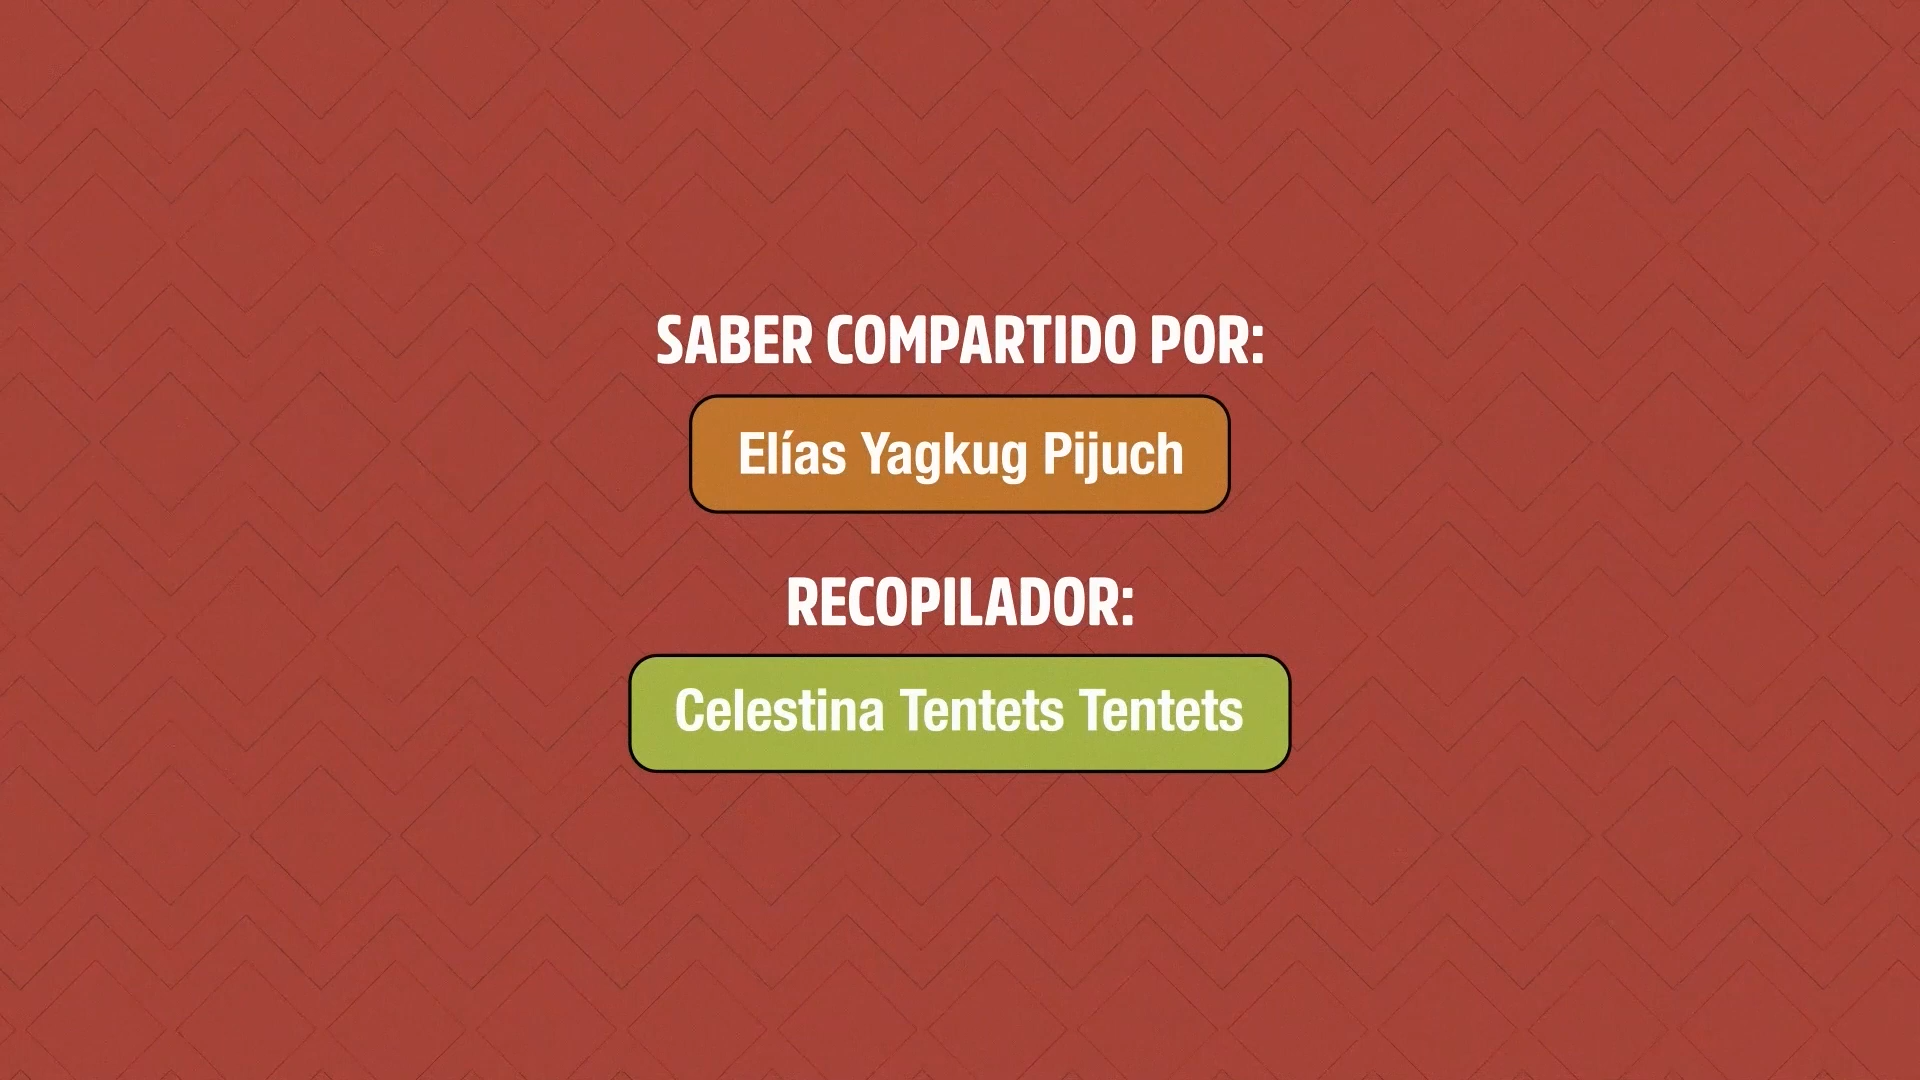 SABER COMPARTIDO POR:
Elías Yagkug Pijuch
RECOPILADOR:
Celestina Tentets Tentets